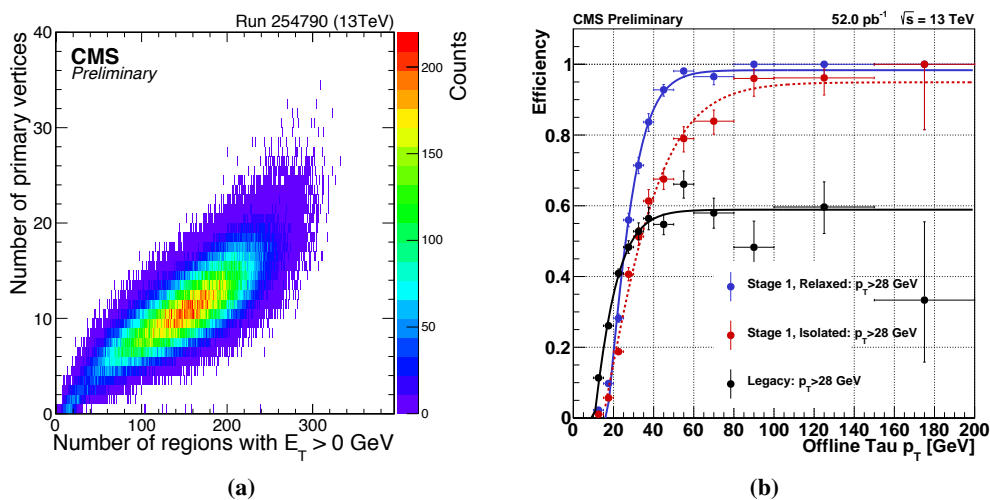 Run 254790 (13TeV)
CMS
Preliminary
Number of primary vertices
40
30
20
10
0
0 100 200 300
Number of regions with E_T > 0 GeV
Counts
200
150
100
50
0
(a)
CMS Preliminary 52.0 pb⁻¹ √s = 13 TeV
Efficiency
1
0.8
0.6
0.4
0.2
0
0 20 40 60 80 100 120 140 160 180 200
Offline Tau p_T [GeV]
Stage 1, Relaxed: p_T>28 GeV
Stage 1, Isolated: p_T>28 GeV
Legacy: p_T>28 GeV
(b)